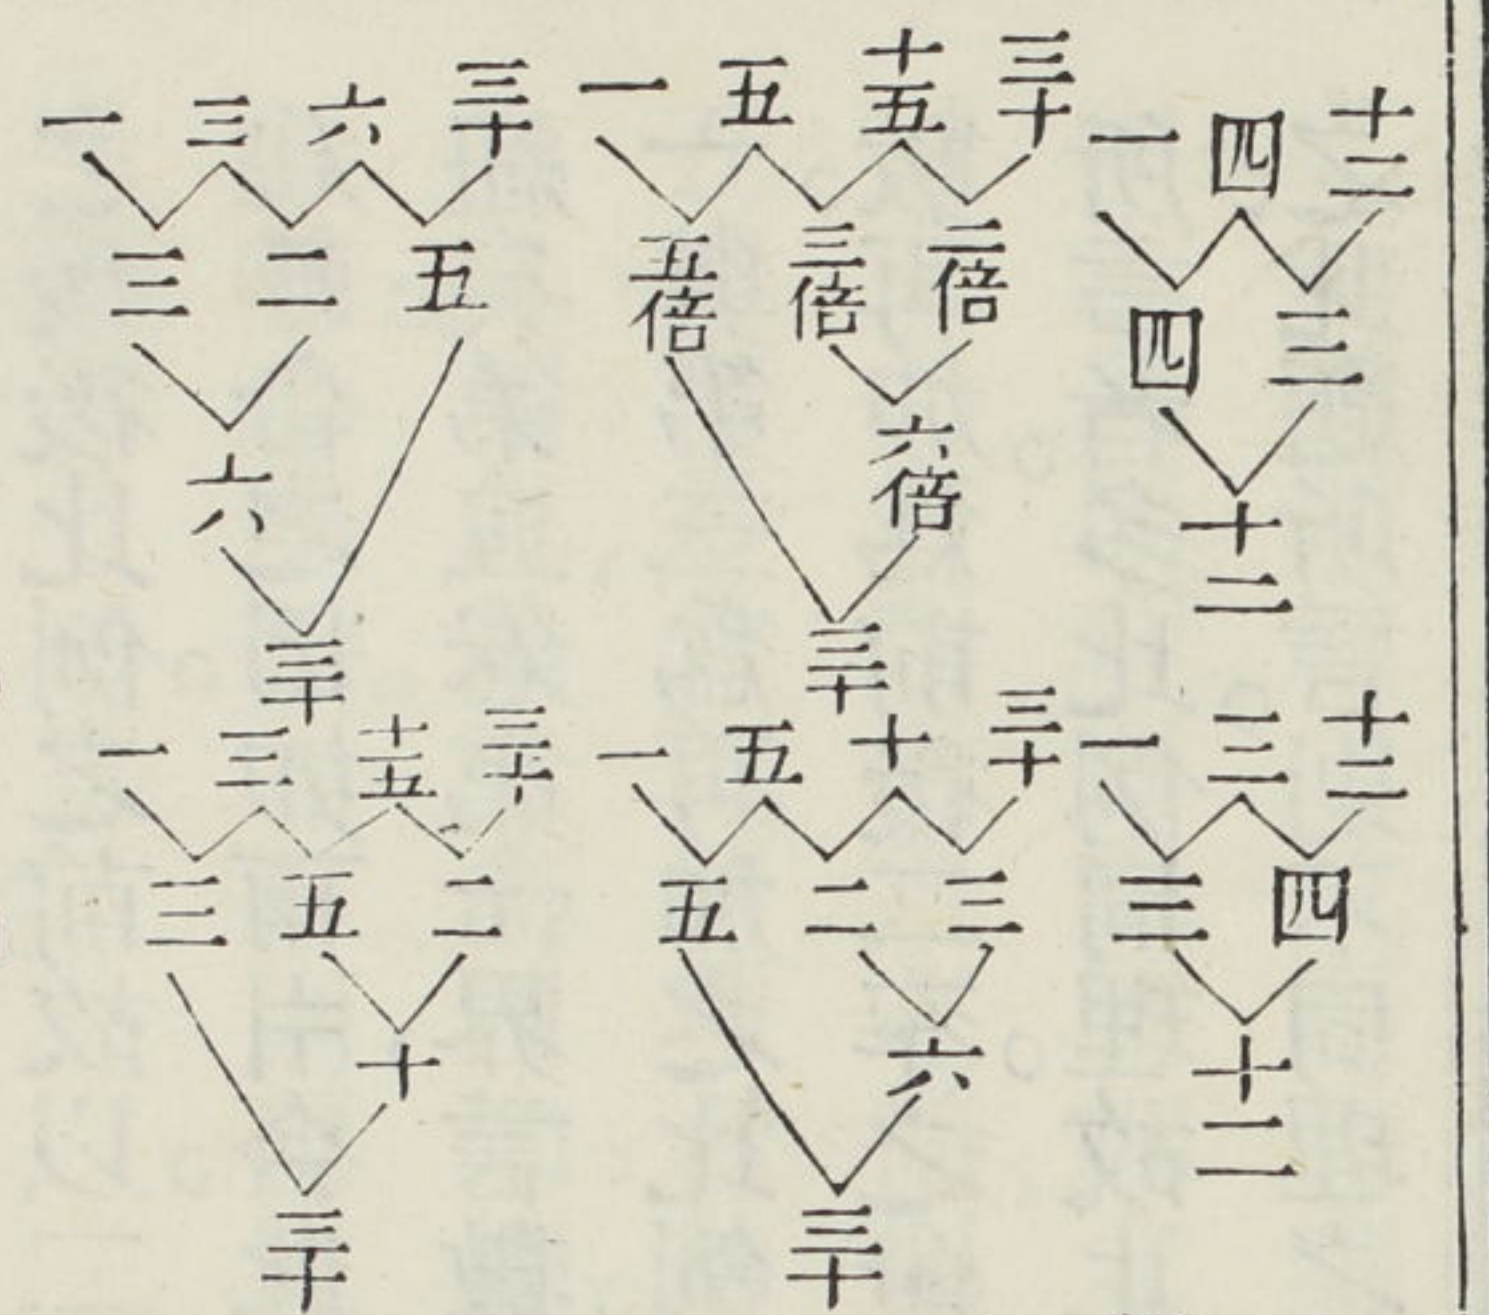 十二 四 一
三 四
十二
十二 三 一
四 三
十二
三十 十五 五 一
二倍 三倍 五倍
六倍
三十
三十 十 五 一
三 二 五
六
三十
三十 六 三 一
五 二 三
六
三十
三十 十五 三 一
二 五 三
十
三十